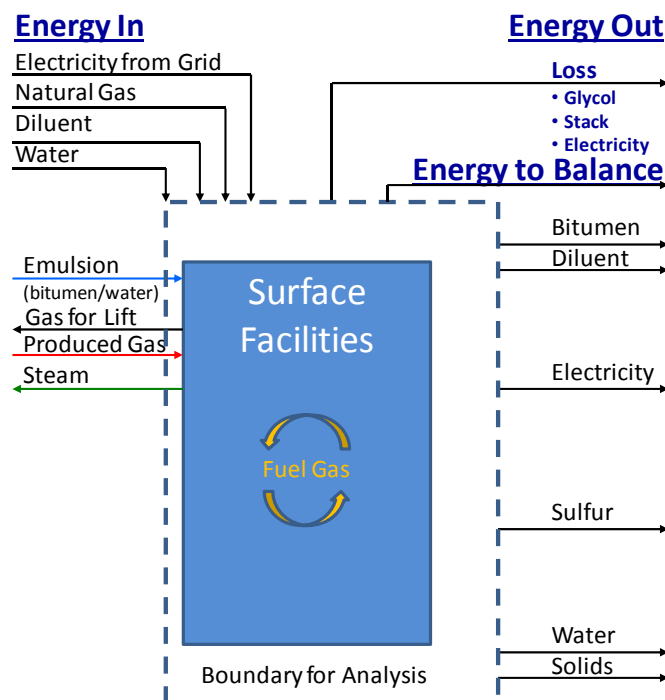 Energy In
Energy Out
Electricity from Grid
Natural Gas
Diluent
Water
Loss
• Glycol
• Stack
• Electricity
Energy to Balance
Emulsion
(bitumen/water)
Gas for Lift
Produced Gas
Steam
Surface
Facilities
Fuel Gas
Boundary for Analysis
Bitumen
Diluent
Electricity
Sulfur
Water
Solids